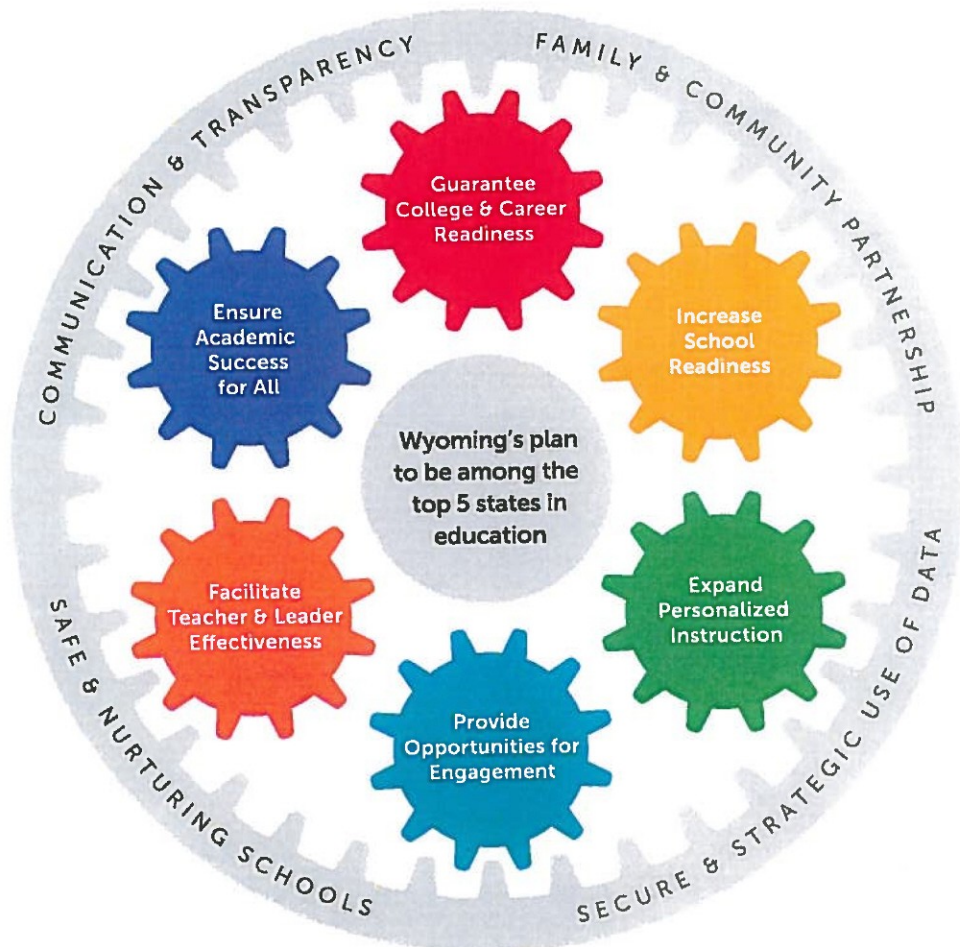 COMMUNICATION & TRANSPARENCY
FAMILY & COMMUNITY PARTNERSHIP
Guarantee
College & Career
Readiness
Ensure
Academic
Success
for All
Increase
School
Readiness
Wyoming's plan
to be among the
top 5 states in
education
Facilitate
Teacher & Leader
Effectiveness
Expand
Personalized
Instruction
Provide
Opportunities for
Engagement
SAFE & NURTURING SCHOOLS
SECURE & STRATEGIC USE OF DATA